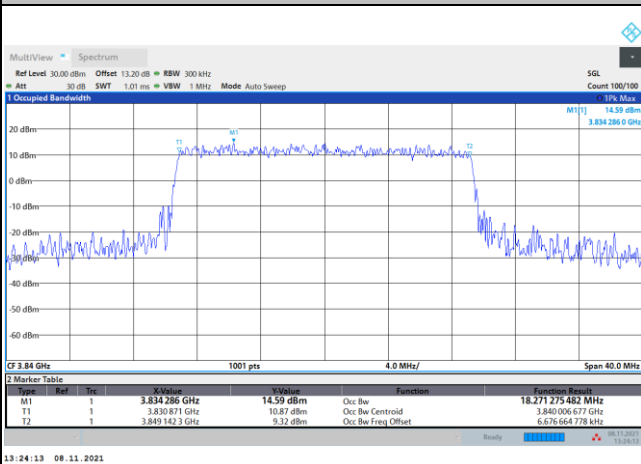 MultiView Spectrum
Ref Level 30.00 dBm Offset 13.20 dB RBW 300 kHz SGL
Att 30 dB SWT 1.01 ms VBW 1 MHz Mode Auto Sweep Count 100/100
1 Occupied Bandwidth 1Pk Max
M1[1] 14.59 dBm
3.834 286 0 GHz
20 dBm
M1
T1 T2
10 dBm
0 dBm
-10 dBm
-20 dBm
-30 dBm
-40 dBm
-50 dBm
-60 dBm
CF 3.84 GHz 1001 pts 4.0 MHz/ Span 40.0 MHz
2 Marker Table
Type Ref Trc X-Value Y-Value Function Function Result
M1 1 3.834 286 GHz 14.59 dBm Occ Bw 18.271 275 482 MHz
T1 1 3.830 871 GHz 10.87 dBm Occ Bw Centroid 3.840 006 677 GHz
T2 1 3.849 142 3 GHz 9.32 dBm Occ Bw Freq Offset 6.676 664 778 kHz
Ready 08.11.2021
13:24:13
13:24:13 08.11.2021